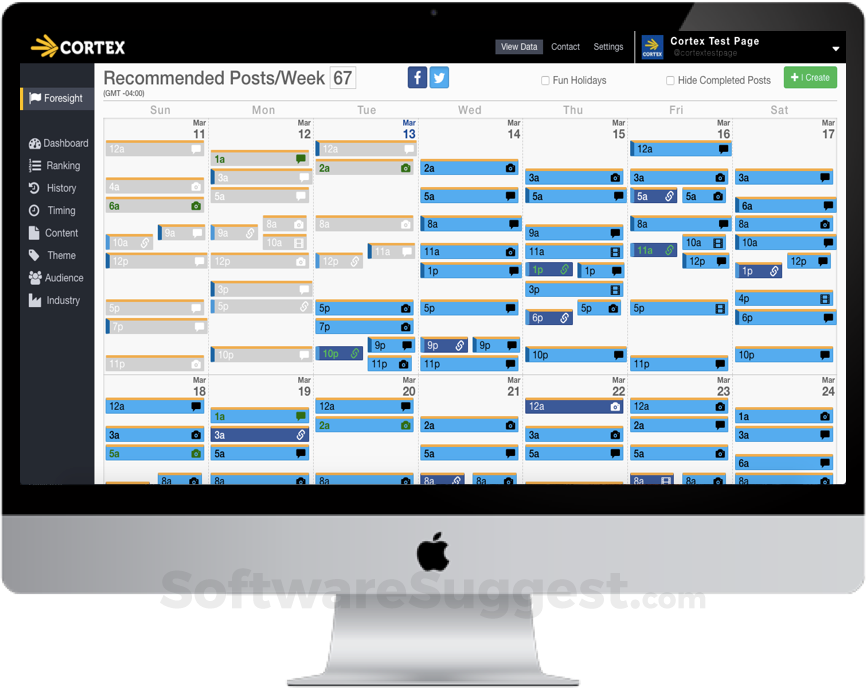 CORTEX
View Data Contact Settings
CORTEX
Cortex Test Page
@cortextestpage
Foresight
Dashboard
Ranking
History
Timing
Content
Theme
Audience
Industry
Recommended Posts/Week 67
(GMT -04:00)
Fun Holidays
Hide Completed Posts
I Create
Sun Mon Tue Wed Thu Fri Sat
Mar 11
12a
4a
6a
9a
10a
12p
5p
7p
11p
Mar 12
1a
3a
5a
8a
9a
10a
12p
3p
5p
10p
Mar 13
12a
2a
8a
11a
12p
5p
7p
9p
10p
11p
Mar 14
2a
5a
8a
11a
1p
5p
9p 9p
11p
Mar 15
3a
5a
9a
11a
1p 1p
3p
5p
6p
10p
Mar 16
12a
3a
5a 5a
8a
10a
11a
12p
5p
11p
Mar 17
3a
6a
8a
10a
12p
1p
4p
6p
10p
Mar 18
12a
3a
5a
8a
Mar 19
1a
3a
5a
8a
Mar 20
12a
2a
8a
Mar 21
2a
5a
8a 8a
Mar 22
12a
3a
5a
8a
Mar 23
12a
2a
5a
8a 8a
Mar 24
1a
3a
6a
8a
SoftwareSuggest.com